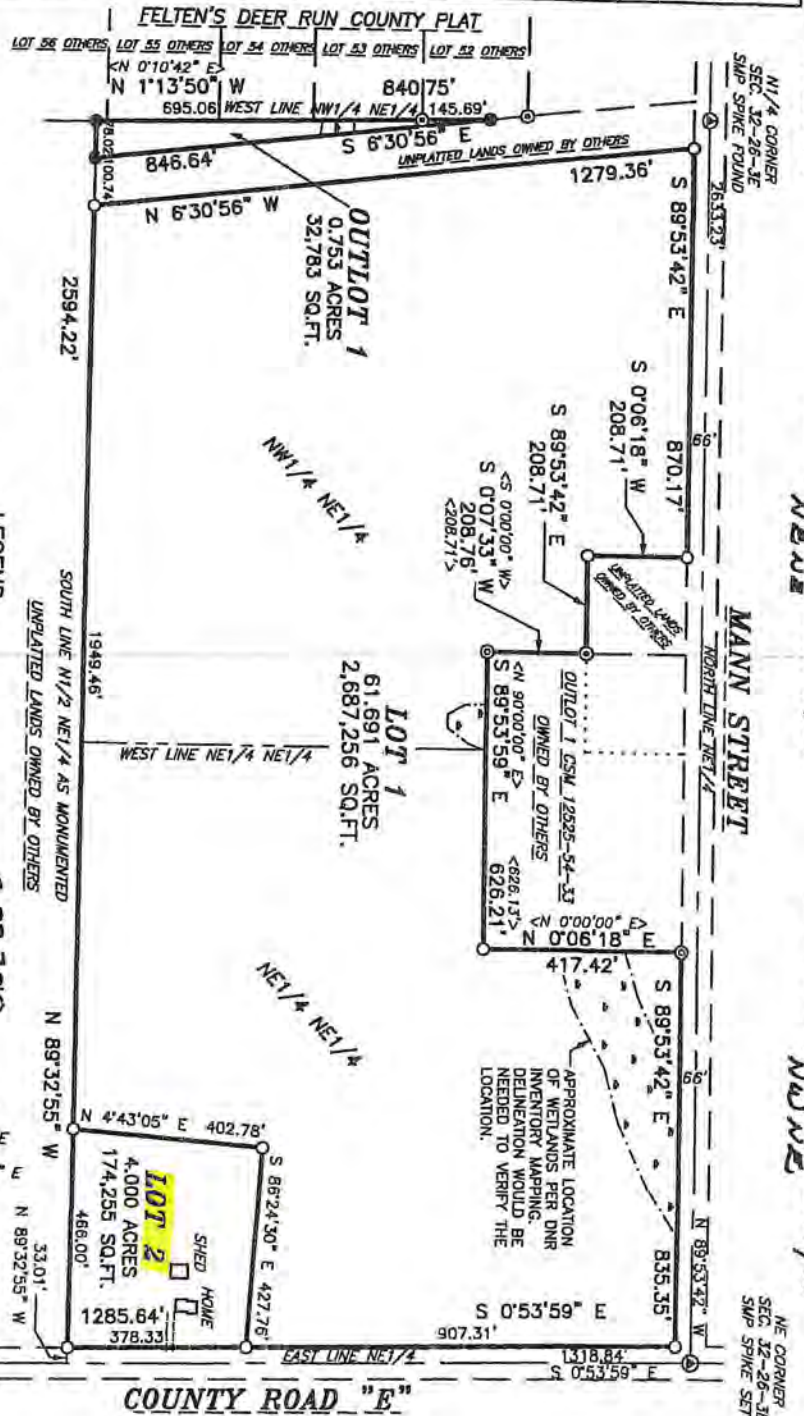 FELTEN'S DEER RUN COUNTY PLAT
LOT 56 OTHERS
LOT 55 OTHERS
LOT 54 OTHERS
LOT 53 OTHERS
LOT 52 OTHERS
<N 0°10'42" E>
N 1°13'50" W
840.75'
695.06
WEST LINE NW1/4 NE1/4
145.69'
78.02'
100.74'
846.64'
S 6°30'56" E
UNPLATTED LANDS OWNED BY OTHERS
1279.36'
N 6°30'56" W
OUTLOT 1
0.753 ACRES
32,783 SQ.FT.
N1/4 CORNER
SEC. 32-26-3E
SMP SPIKE FOUND
2633.23'
S 89°53'42" E
870.17'
66'
S 0°06'18" W
208.71'
S 89°53'42" E
208.71'
<S 0°00'00" W>
S 0°07'33" W
208.76'
<208.71'>
UNPLATTED LANDS
OWNED BY OTHERS
NENE
MANN STREET
NORTH LINE NE1/4
OUTLOT 1 CSM 12525-54-33
OWNED BY OTHERS
<N 90°00'00" E>
S 89°53'59" E
<626.13'>
626.21'
<N 0°00'00" E>
N 0°06'18" E
417.42'
NW1/4 NE1/4
LOT 1
61.691 ACRES
2,687,256 SQ.FT.
WEST LINE NE1/4 NE1/4
NE1/4 NE1/4
2594.22'
1949.46'
SOUTH LINE N1/2 NE1/4 AS MONUMENTED
UNPLATTED LANDS OWNED BY OTHERS
N 89°32'55" W
S 89°53'42" E
66'
835.35'
NWNE
N 89°53'42" W
NE CORNER
SEC. 32-26-3E
SMP SPIKE SET
APPROXIMATE LOCATION
OF WETLANDS PER DNR
INVENTORY MAPPING.
DELINEATION WOULD BE
NEEDED TO VERIFY THE
LOCATION.
N 4°43'05" E
402.78'
S 86°24'30" E 427.76'
LOT 2
4.000 ACRES
174,255 SQ.FT.
SHED
HOME
466.00'
33.01'
N 89°32'55" W
1285.64'
378.33'
S 0°53'59" E
907.31'
EAST LINE NE1/4
1318.84'
S 0°53'59" E
COUNTY ROAD "E"